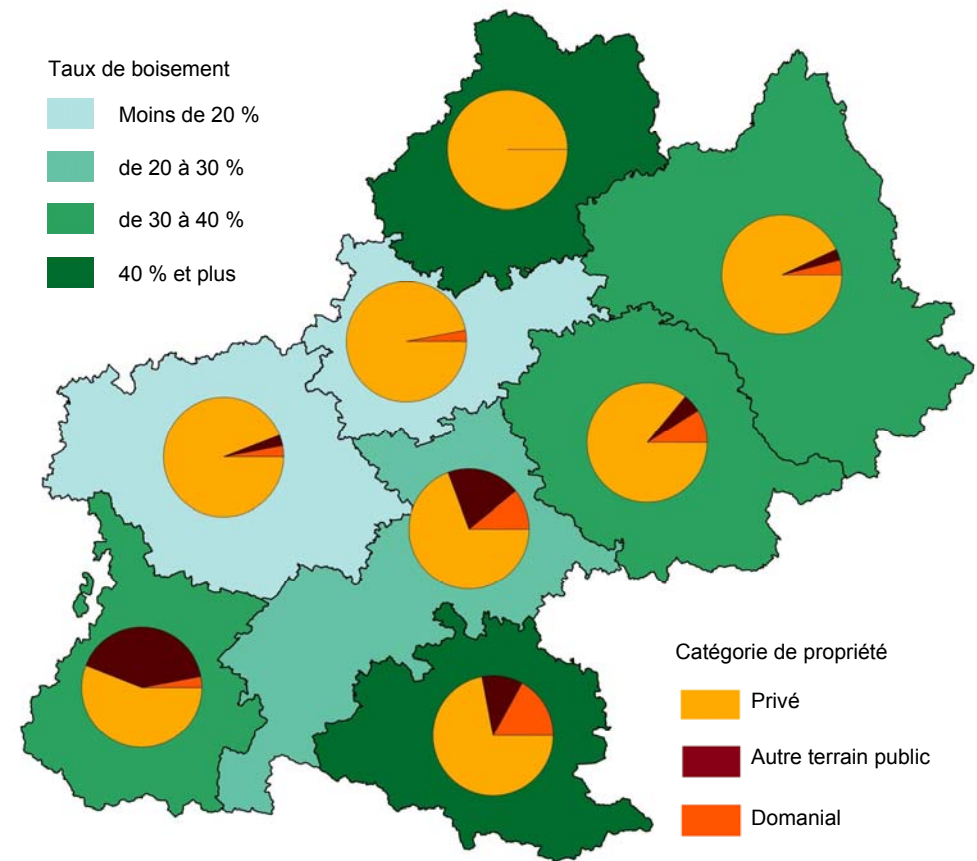 Taux de boisement
Moins de 20 %
de 20 à 30 %
de 30 à 40 %
40 % et plus
Catégorie de propriété
Privé
Autre terrain public
Domanial